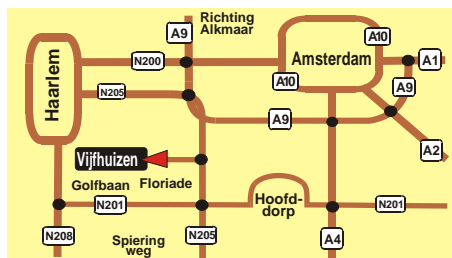 Richting
Alkmaar
A9
A10
Haarlem
Amsterdam
N200
A1
A10
A9
N205
A9
Vijfhuizen
A2
Golfbaan
Floriade
N201
Hoofd-
dorp
N201
N208
Spiering
weg
N205
A4